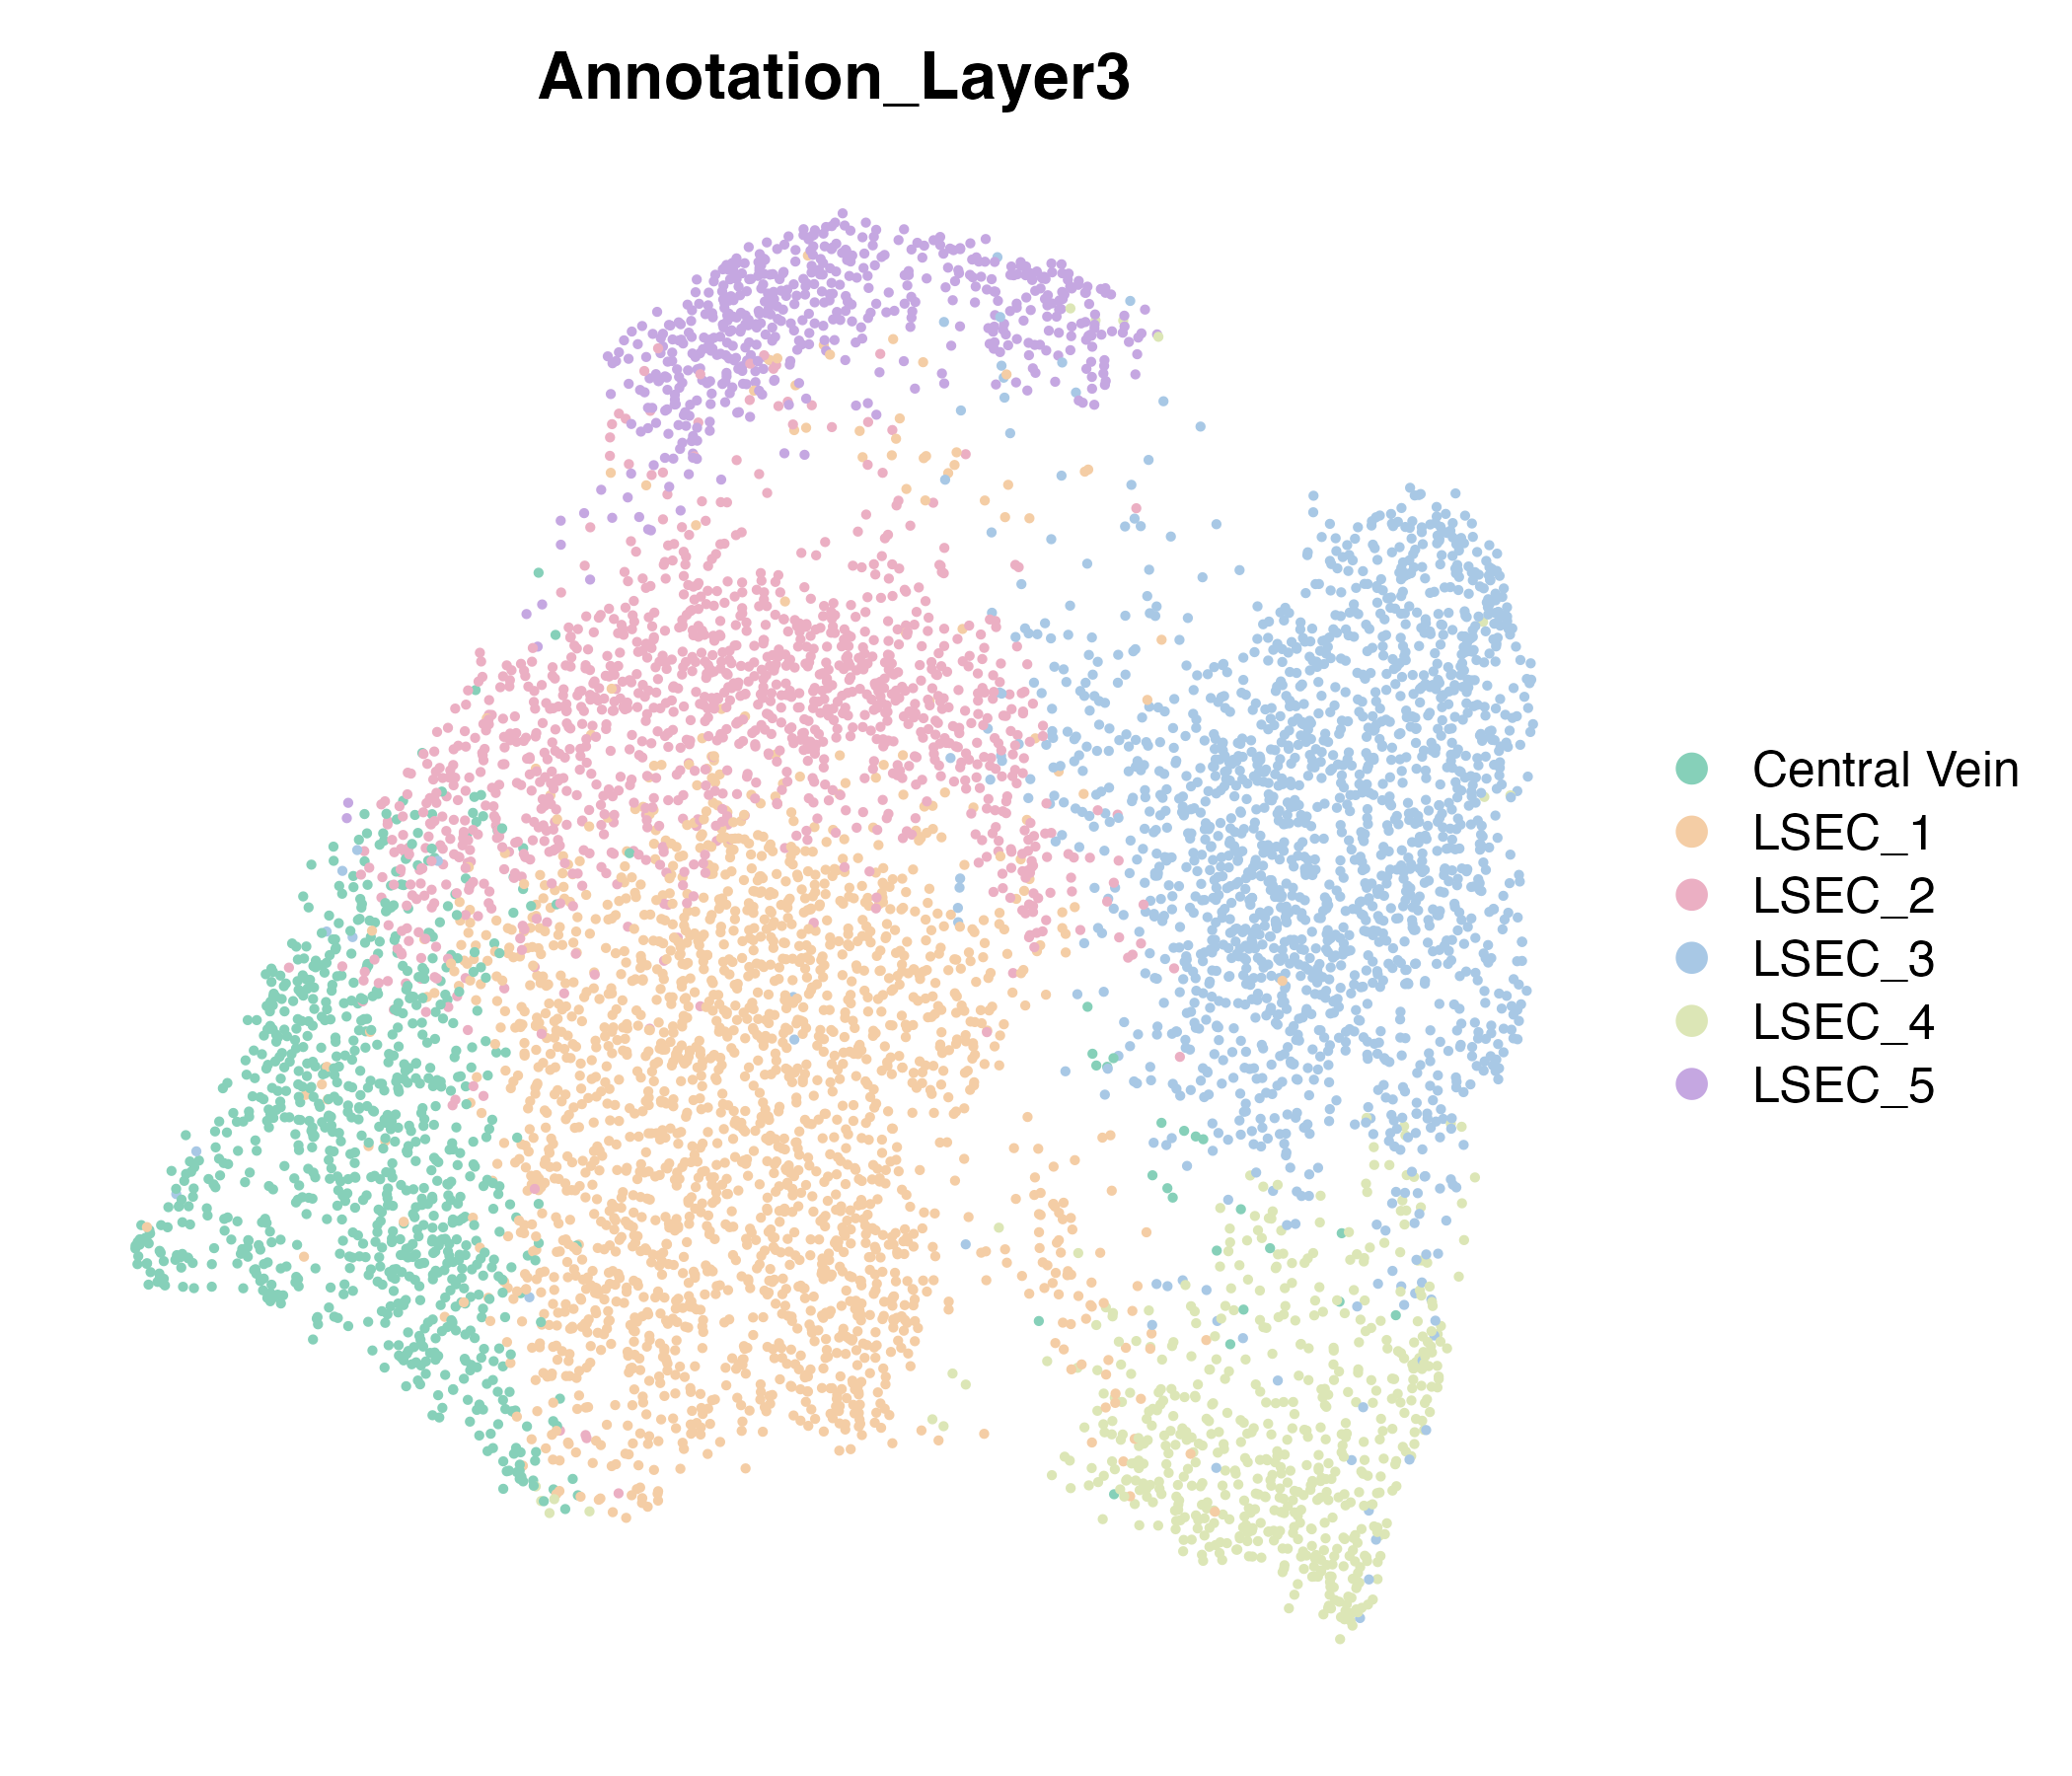 Annotation_Layer3
Central Vein
LSEC_1
LSEC_2
LSEC_3
LSEC_4
LSEC_5